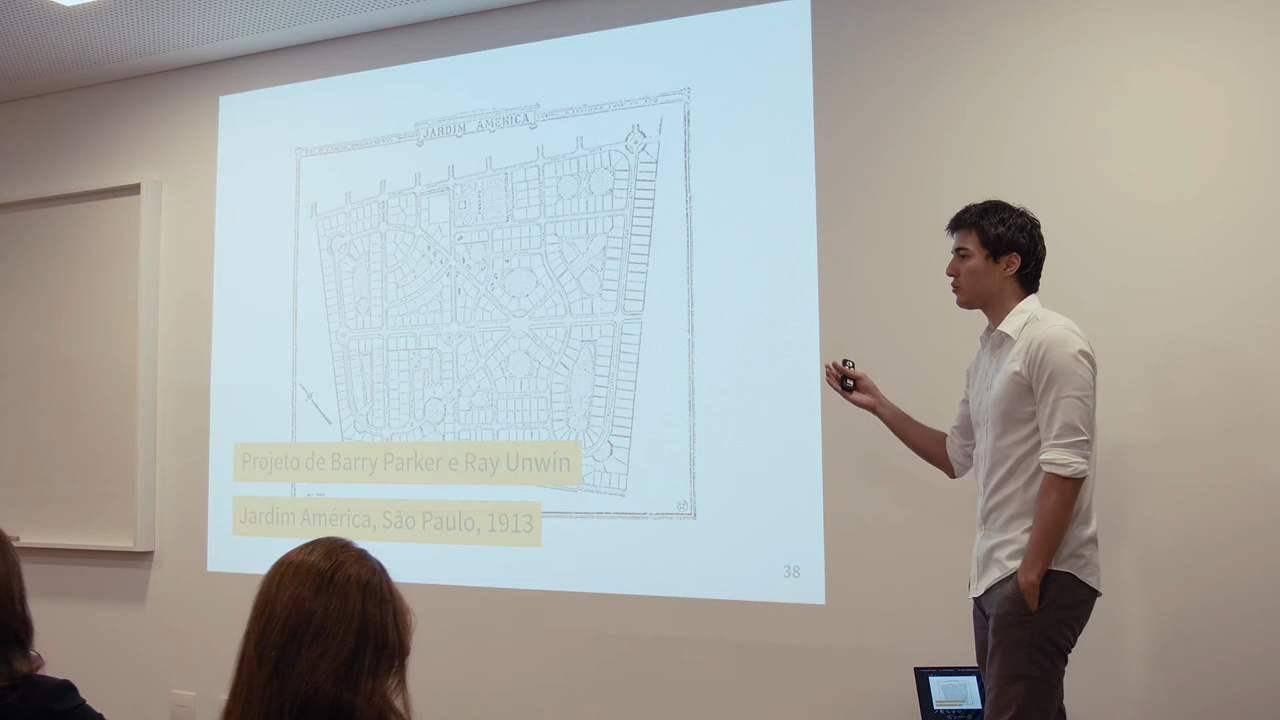 JARDIM AMERICA
Projeto de Barry Parker e Ray Unwin
Jardim América, São Paulo, 1913
38